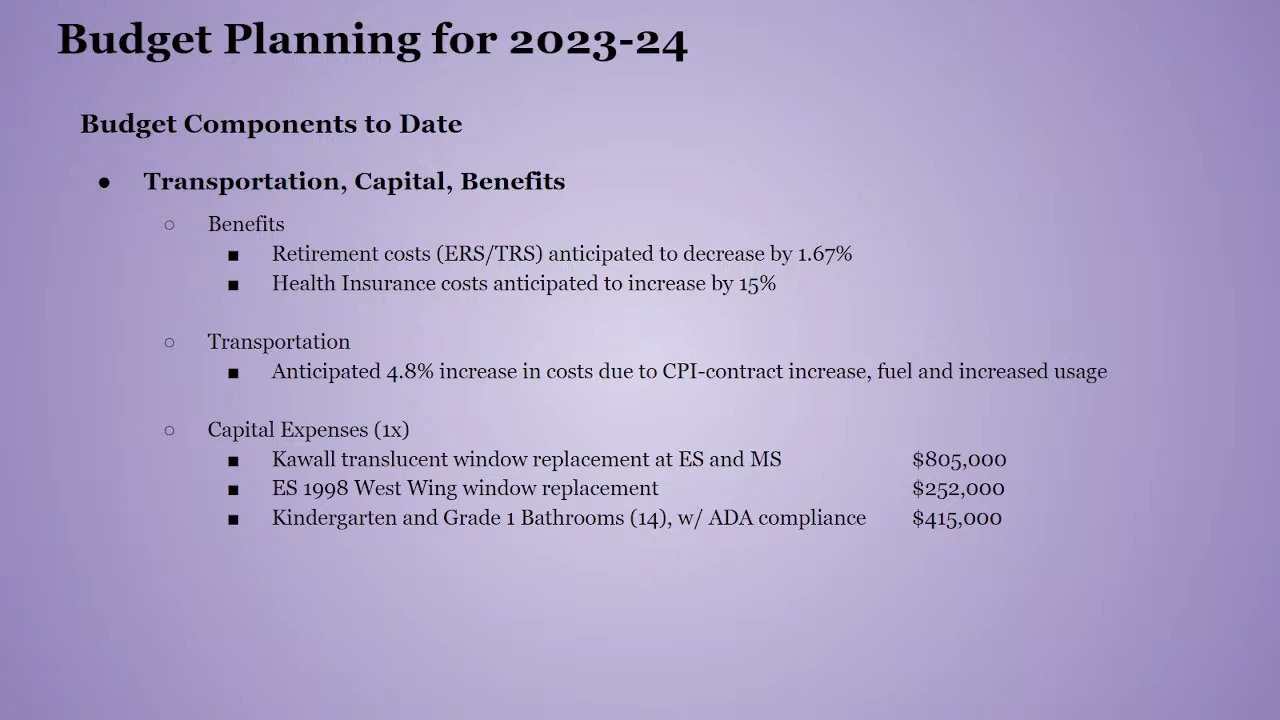 Budget Planning for 2023-24
Budget Components to Date
● Transportation, Capital, Benefits
○ Benefits
■ Retirement costs (ERS/TRS) anticipated to decrease by 1.67%
■ Health Insurance costs anticipated to increase by 15%
○ Transportation
■ Anticipated 4.8% increase in costs due to CPI-contract increase, fuel and increased usage
○ Capital Expenses (1x)
■ Kawall translucent window replacement at ES and MS $805,000
■ ES 1998 West Wing window replacement $252,000
■ Kindergarten and Grade 1 Bathrooms (14), w/ ADA compliance $415,000